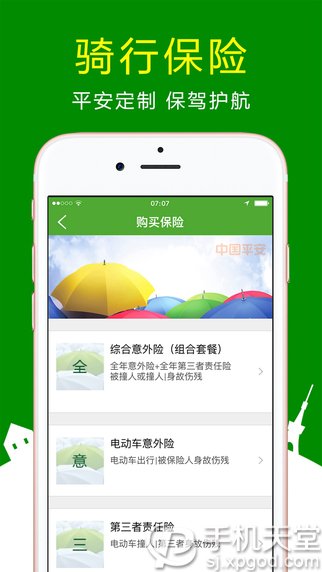 骑行保险
平安定制 保驾护航
07:07
购买保险
中国平安
全
综合意外险（组合套餐）
全年意外险+全年第三者责任险
被撞人或撞人|身故伤残
意
电动车意外险
电动车出行|被保险人身故伤残
三
第三者责任险
电动车撞人|第三者身故伤残
手机天堂
sj.xpgod.com